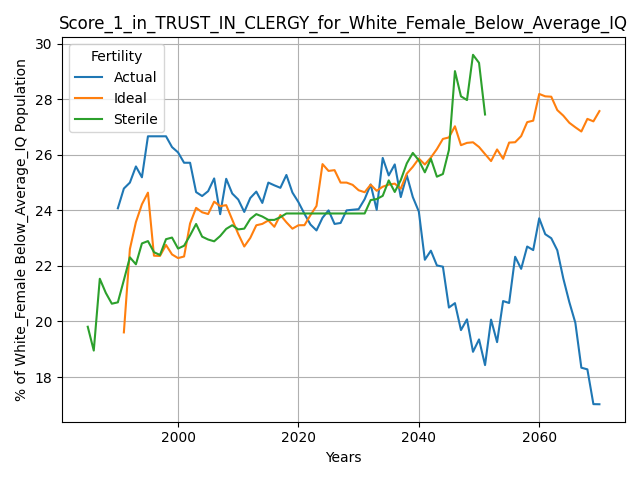 Score_1_in_TRUST_IN_CLERGY_for_White_Female_Below_Average_IQ
% of White_Female Below_Average_IQ Population
30
28
26
24
22
20
18
Fertility
Actual
Ideal
Sterile
2000
2020
2040
2060
Years